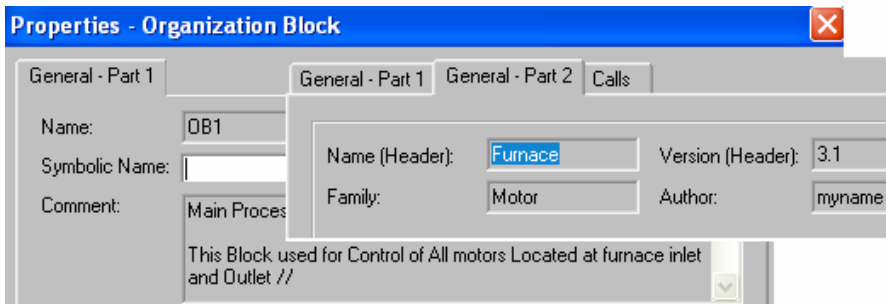 Properties - Organization Block
General - Part 1
General - Part 1 General - Part 2 Calls
Name: OB1
Name (Header): Furnace Version (Header): 3.1
Symbolic Name:
Family: Motor Author: myname
Comment: Main Proces
This Block used for Control of All motors Located at furnace inlet
and Outlet //